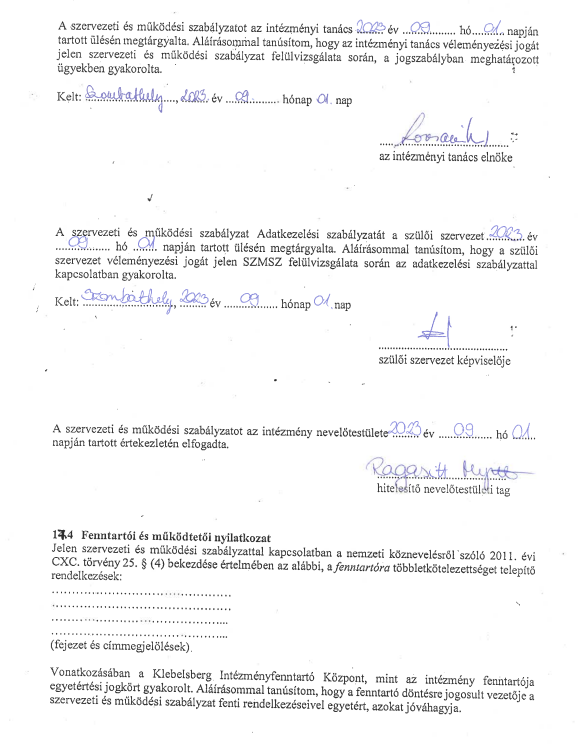 A szervezeti és működési szabályzatot az intézményi tanács 2023 év 09 hó 01. napján
tartott ülésén megtárgyalta. Aláírásommal tanúsítom, hogy az intézményi tanács véleményezési jogát
jelen szervezeti és működési szabályzat felülvizsgálata során, a jogszabályban meghatározott
ügyekben gyakorolta.
Kelt: Szombathely, 2023 év 09. hónap 01. nap
az intézményi tanács elnöke
A szervezeti és működési szabályzat Adatkezelési szabályzatát a szülői szervezet 2023. év
09 hó 01. napján tartott ülésén megtárgyalta. Aláírásommal tanúsítom, hogy a szülői
szervezet véleményezési jogát jelen SZMSZ felülvizsgálata során az adatkezelési szabályzattal
kapcsolatban gyakorolta.
Kelt: Szombathely, 2023 év 09 hónap 01. nap
szülői szervezet képviselője
A szervezeti és működési szabályzatot az intézmény nevelőtestülete 2023 év 09. hó 01.
napján tartott értekezletén elfogadta.
hitelesítő nevelőtestületi tag
17.4 Fenntartói és működtetői nyilatkozat
Jelen szervezeti és működési szabályzattal kapcsolatban a nemzeti köznevelésről szóló 2011. évi
CXC. törvény 25. § (4) bekezdése értelmében az alábbi, a fenntartóra többletkötelezettséget telepítő
rendelkezések:
(fejezet és címmegjelölések).
Vonatkozásában a Klebelsberg Intézményfenntartó Központ, mint az intézmény fenntartója
egyetértési jogkört gyakorolt. Aláírásommal tanúsítom, hogy a fenntartó döntésre jogosult vezetője a
szervezeti és működési szabályzat fenti rendelkezéseivel egyetért, azokat jóváhagyja.